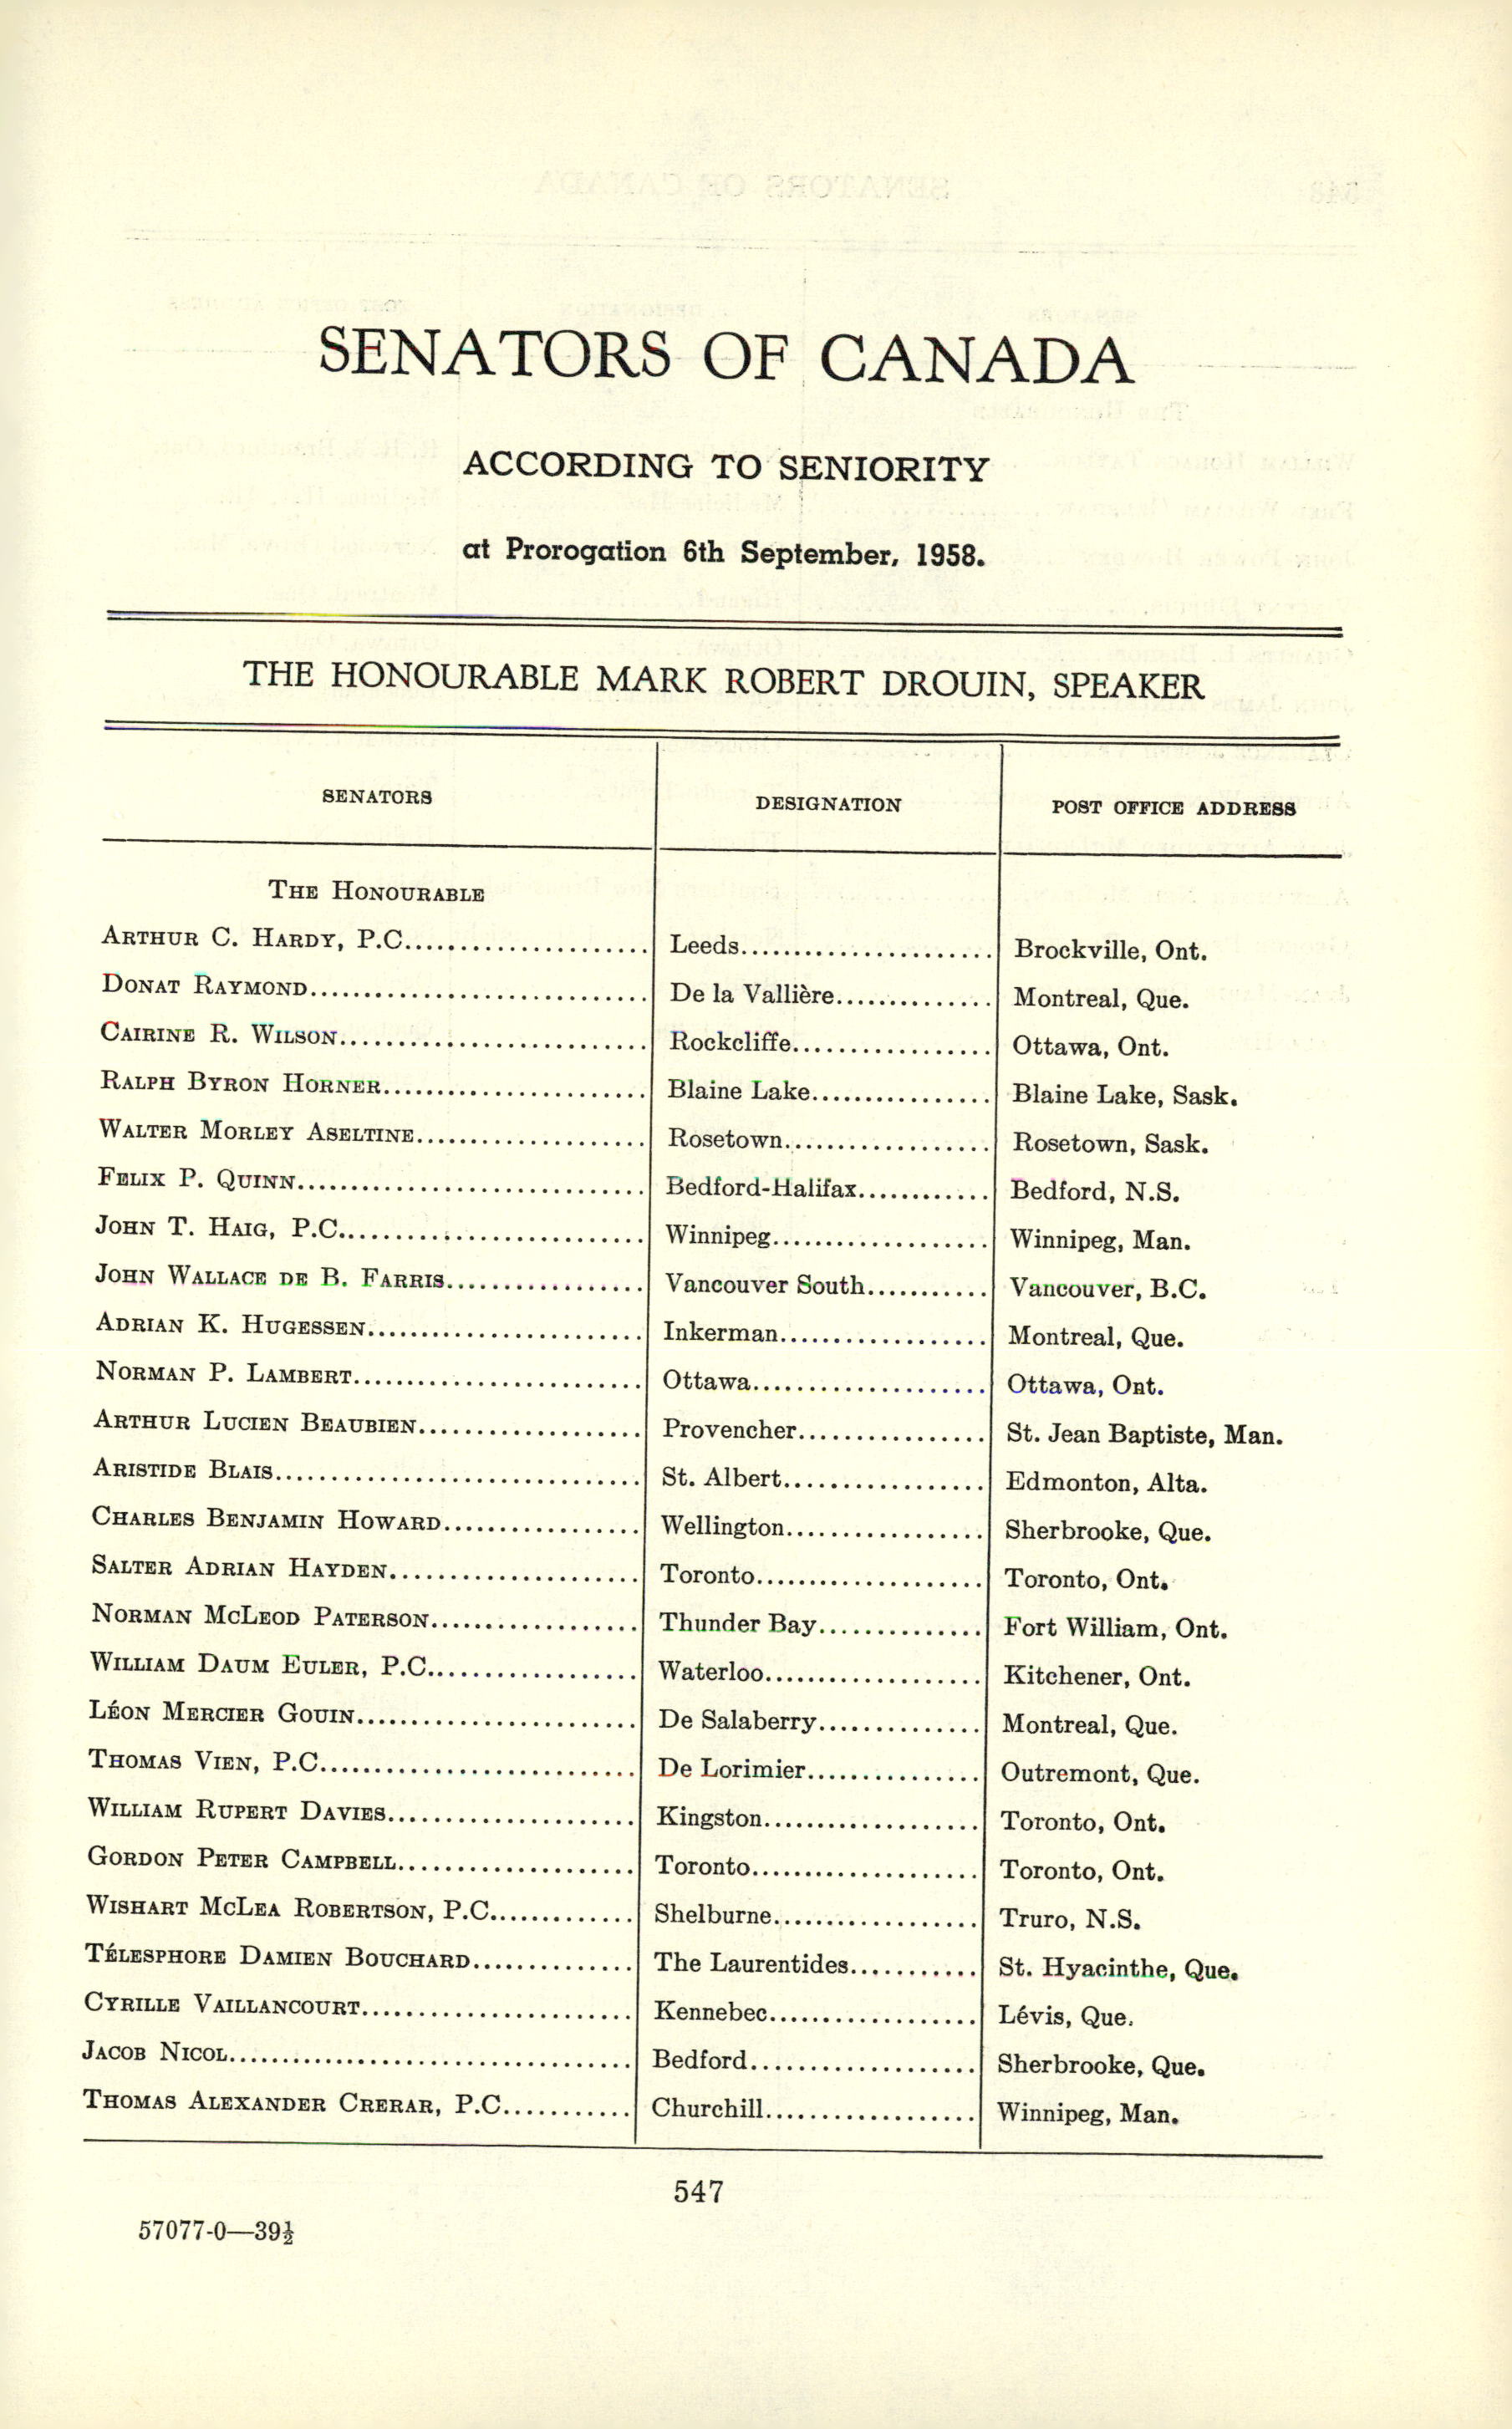 SENATORS OF CANADA
ACCORDING TO SENIORITY
at Prorogation 6th September, 1958.
THE HONOURABLE MARK ROBERT DROUIN, SPEAKER
SENATORS DESIGNATION POST OFFICE ADDRESS
THE HONOURABLE
ARTHUR C. HARDY, P.C. Leeds Brockville, Ont.
DONAT RAYMOND De la Vallière Montreal, Que.
CAIRINE R. WILSON Rockcliffe Ottawa, Ont.
RALPH BYRON HORNER Blaine Lake Blaine Lake, Sask.
WALTER MORLEY ASELTINE Rosetown Rosetown, Sask.
FELIX P. QUINN Bedford-Halifax Bedford, N.S.
JOHN T. HAIG, P.C. Winnipeg Winnipeg, Man.
JOHN WALLACE DE B. FARRIS Vancouver South Vancouver, B.C.
ADRIAN K. HUGESSEN Inkerman Montreal, Que.
NORMAN P. LAMBERT Ottawa Ottawa, Ont.
ARTHUR LUCIEN BEAUBIEN Provencher St. Jean Baptiste, Man.
ARISTIDE BLAIS St. Albert Edmonton, Alta.
CHARLES BENJAMIN HOWARD Wellington Sherbrooke, Que.
SALTER ADRIAN HAYDEN Toronto Toronto, Ont.
NORMAN MCLEOD PATERSON Thunder Bay Fort William, Ont.
WILLIAM DAUM EULER, P.C. Waterloo Kitchener, Ont.
LÉON MERCIER GOUIN De Salaberry Montreal, Que.
THOMAS VIEN, P.C. De Lorimier Outremont, Que.
WILLIAM RUPERT DAVIES Kingston Toronto, Ont.
GORDON PETER CAMPBELL Toronto Toronto, Ont.
WISHART MCLEA ROBERTSON, P.C. Shelburne Truro, N.S.
TÉLESPHORE DAMIEN BOUCHARD The Laurentides St. Hyacinthe, Que.
CYRILLE VAILLANCOURT Kennebec Lévis, Que.
JACOB NICOL Bedford Sherbrooke, Que.
THOMAS ALEXANDER CRERAR, P.C. Churchill Winnipeg, Man.
547
57077-0—39½